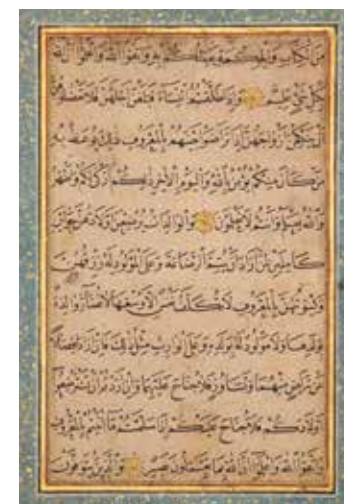 من الكتاب والحكمة يعظكم به واتقوا الله واعلموا ان الله
بكل شيء عليم واذا طلقتم النساء فبلغن اجلهن فلا تعضلوهن
ان ينكحن ازواجهن اذا تراضوا بينهم بالمعروف ذلك يوعظ به
من كان منكم يؤمن بالله واليوم الاخر ذلكم ازكى لكم واطهر
والله يعلم وانتم لا تعلمون والوالدات يرضعن اولادهن حولين
كاملين لمن اراد ان يتم الرضاعة وعلى المولود له رزقهن
وكسوتهن بالمعروف لا تكلف نفس الا وسعها لا تضار والدة
بولدها ولا مولود له بولده وعلى الوارث مثل ذلك فان ارادا فصالا
عن تراض منهما وتشاور فلا جناح عليهما وان اردتم ان تسترضعوا
اولادكم فلا جناح عليكم اذا سلمتم ما اتيتم بالمعروف
واتقوا الله واعلموا ان الله بما تعملون بصير والذين يتوفون